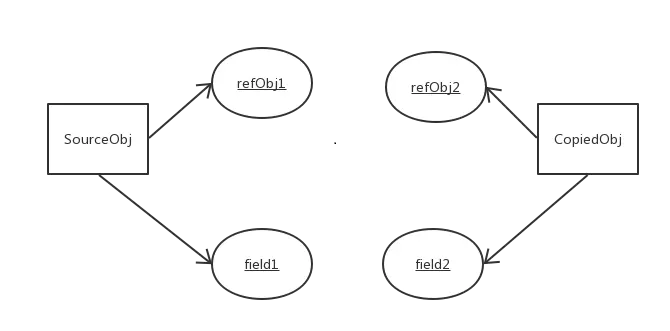 refObj1
refObj2
SourceObj
.
CopiedObj
field1
field2